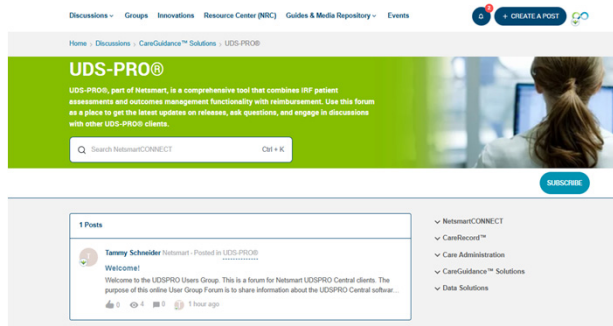 Discussions Groups Innovations Resource Center (NRC) Guides & Media Repository Events
2
+ CREATE A POST
Home > Discussions > CareGuidance™ Solutions > UDS-PRO®
UDS-PRO®
UDS-PRO®, part of Netsmart, is a comprehensive tool that combines IRF patient
assessments and outcomes management functionality with reimbursement. Use this forum
as a place to get the latest updates on releases, ask questions, and engage in discussions
with other UDS-PRO® clients.
Search NetsmartCONNECT Ctrl + K
SUBSCRIBE
1 Posts
T
Tammy Schneider Netsmart - Posted in UDS-PRO®
Welcome!
Welcome to the UDSPRO Users Group. This is a forum for Netsmart UDSPRO Central clients. The
purpose of this online User Group Forum is to share information about the UDSPRO Central softwar...
0 4 0 1 hour ago
NetsmartCONNECT
CareRecord™
Care Administration
CareGuidance™ Solutions
Data Solutions